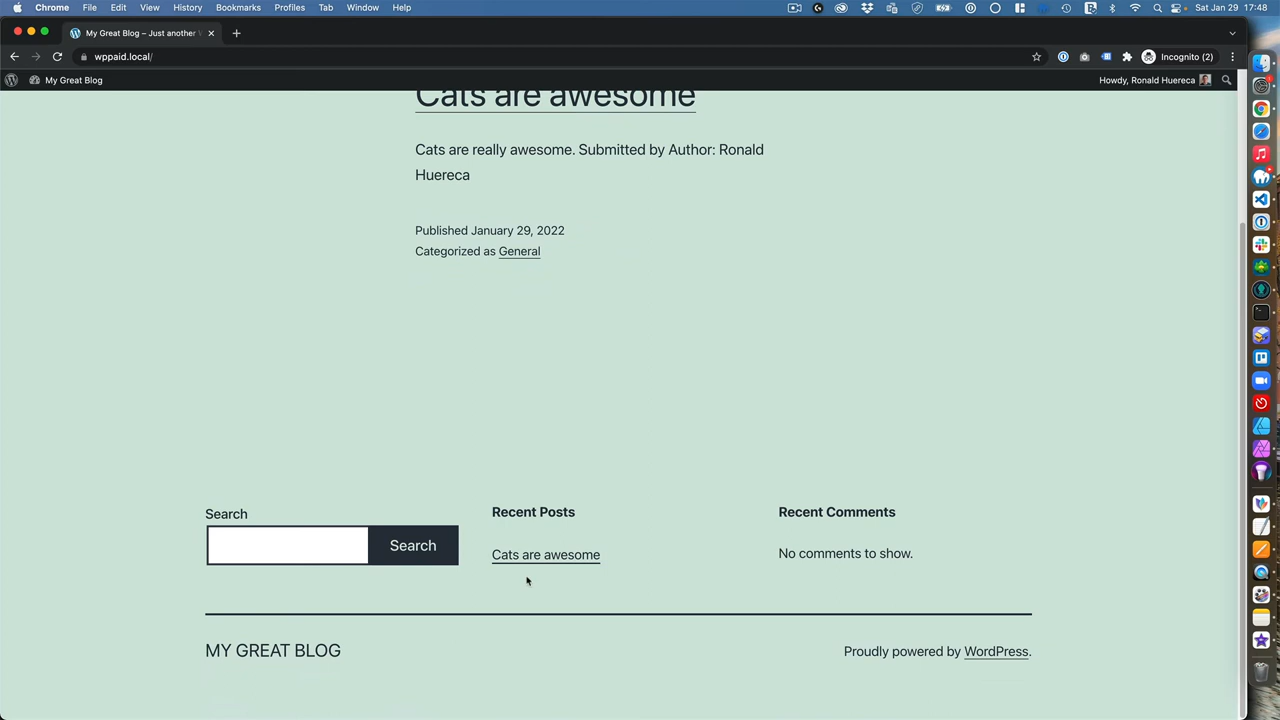 Chrome File Edit View History Bookmarks Profiles Tab Window Help Sat Jan 29 17:48
My Great Blog – Just another
wppaid.local/ Incognito (2)
My Great Blog Howdy, Ronald Huereca
Cats are awesome
Cats are really awesome. Submitted by Author: Ronald
Huereca
Published January 29, 2022
Categorized as General
Search Recent Posts Recent Comments
Search Cats are awesome No comments to show.
MY GREAT BLOG Proudly powered by WordPress.